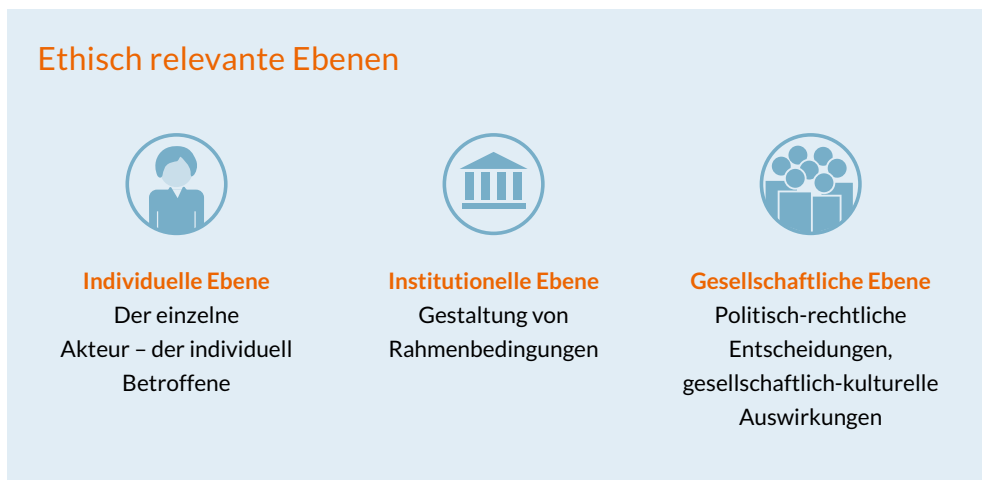 Ethisch relevante Ebenen
Individuelle Ebene
Der einzelne
Akteur – der individuell
Betroffene
Institutionelle Ebene
Gestaltung von
Rahmenbedingungen
Gesellschaftliche Ebene
Politisch-rechtliche
Entscheidungen,
gesellschaftlich-kulturelle
Auswirkungen